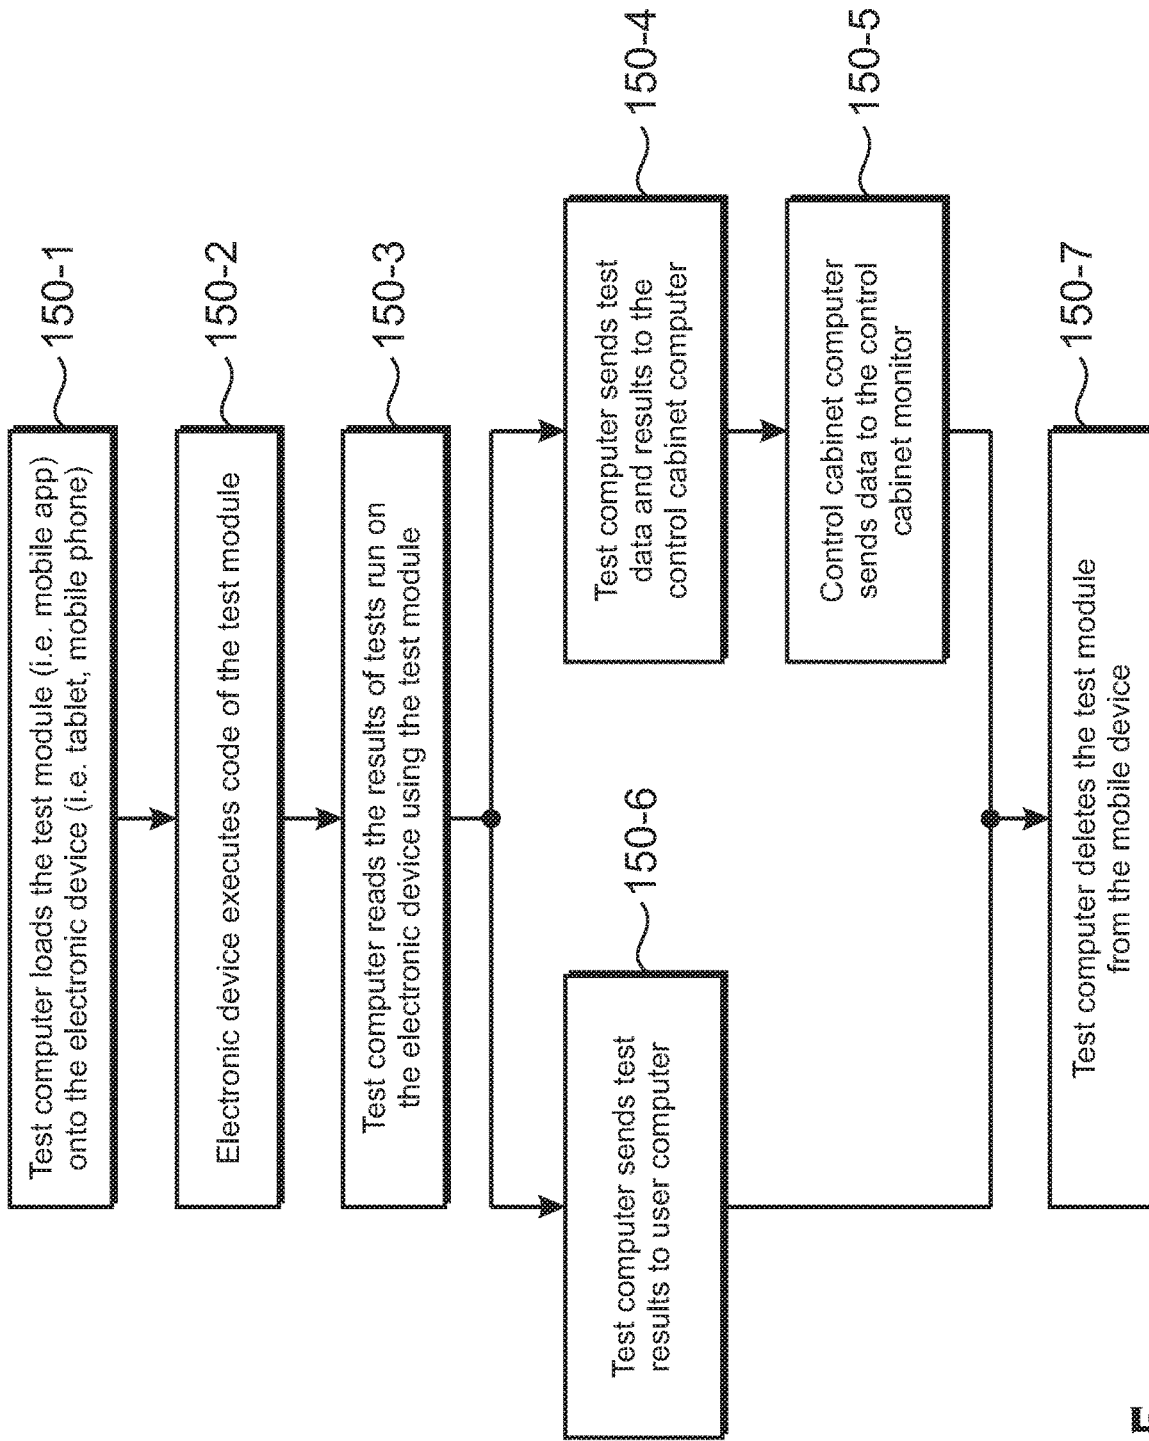 Test computer loads the test module (i.e. mobile app)
onto the electronic device (i.e. tablet, mobile phone)
150-1
Electronic device executes code of the test module
150-2
Test computer reads the results of tests run on
the electronic device using the test module
150-3
Test computer sends test
data and results to the
control cabinet computer
150-4
Control cabinet computer
sends data to the control
cabinet monitor
150-5
Test computer sends test
results to user computer
150-6
Test computer deletes the test module
from the mobile device
150-7